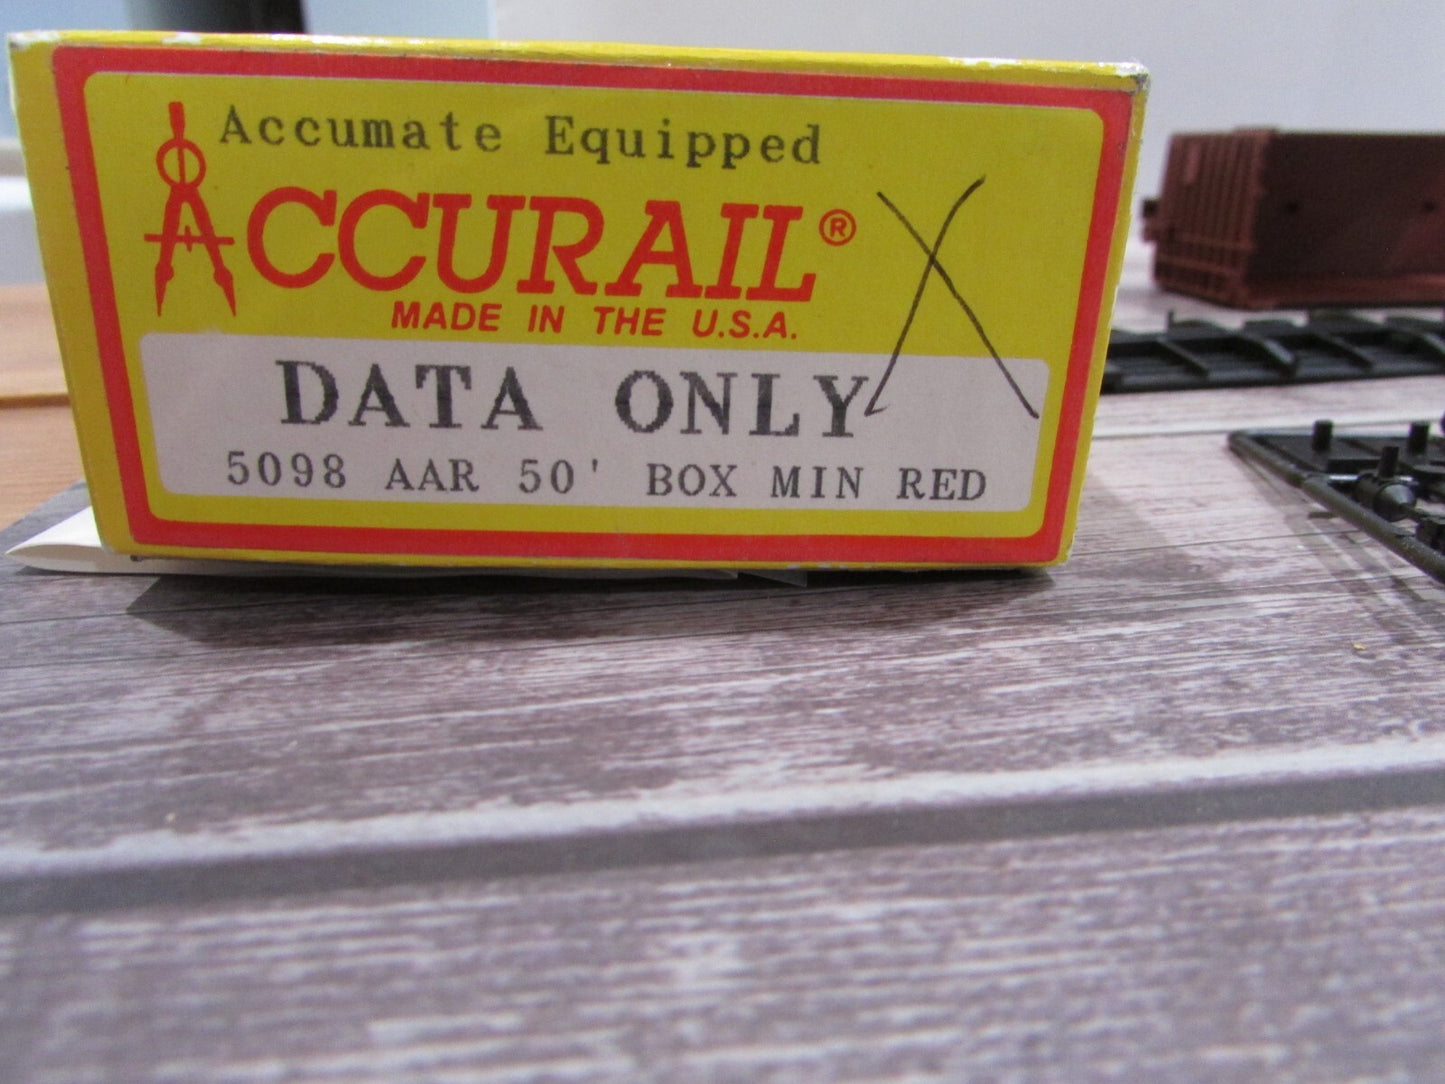 Accumate Equipped
ACCURAIL®
MADE IN THE U.S.A.
DATA ONLY
5098 AAR 50' BOX MIN RED